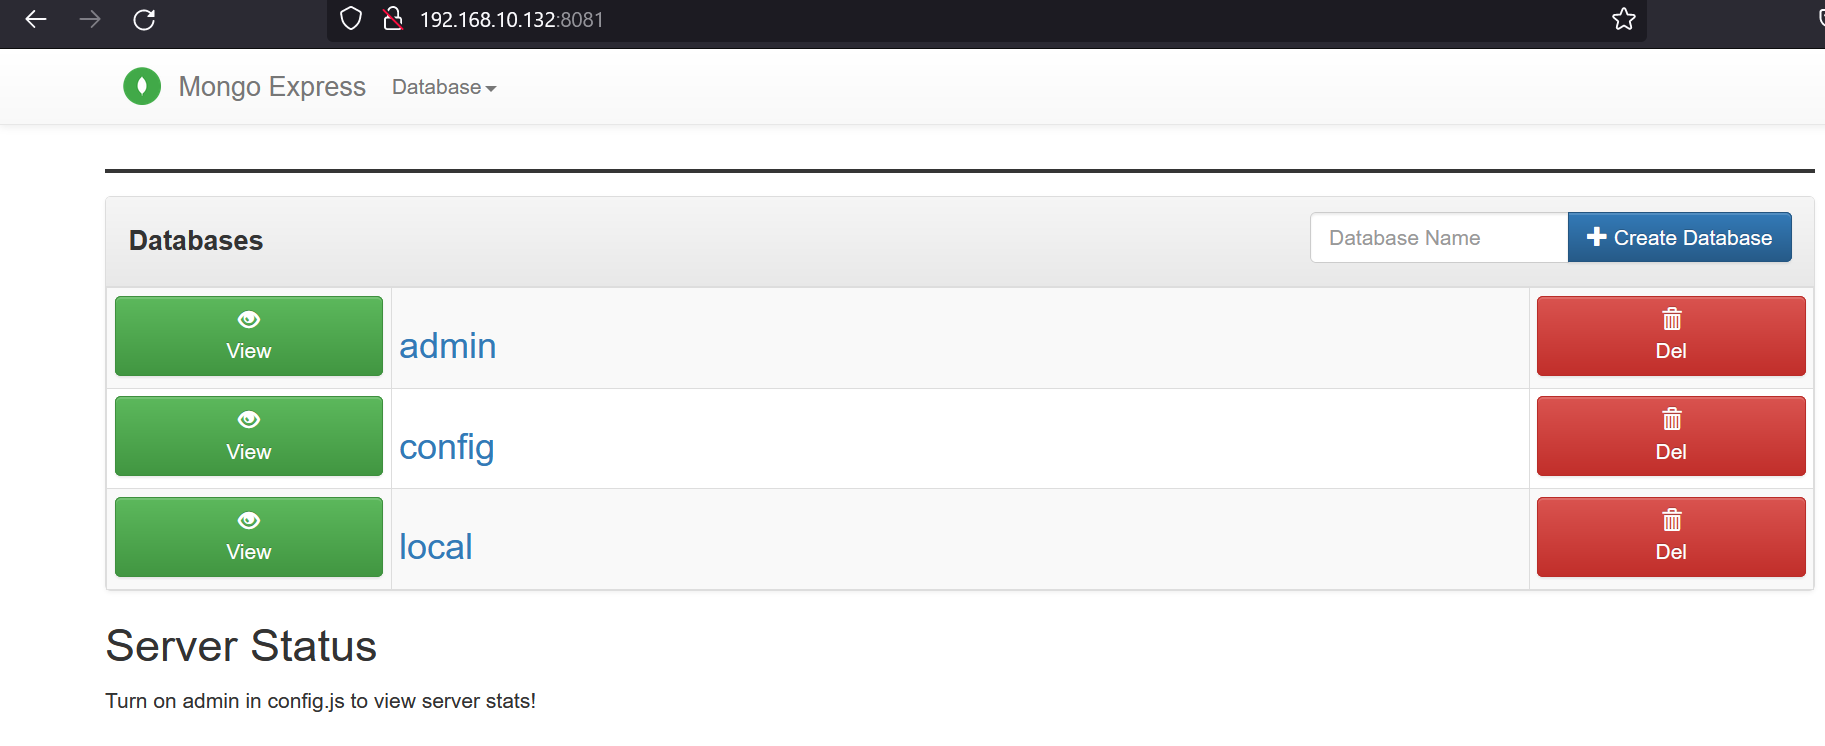 192.168.10.132:8081
Mongo Express Database
Databases
Database Name Create Database
View admin Del
View config Del
View local Del
Server Status
Turn on admin in config.js to view server stats!